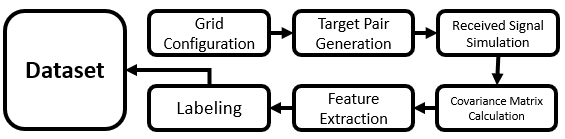 Dataset
Grid
Configuration
Target Pair
Generation
Received Signal
Simulation
Covariance Matrix
Calculation
Feature
Extraction
Labeling